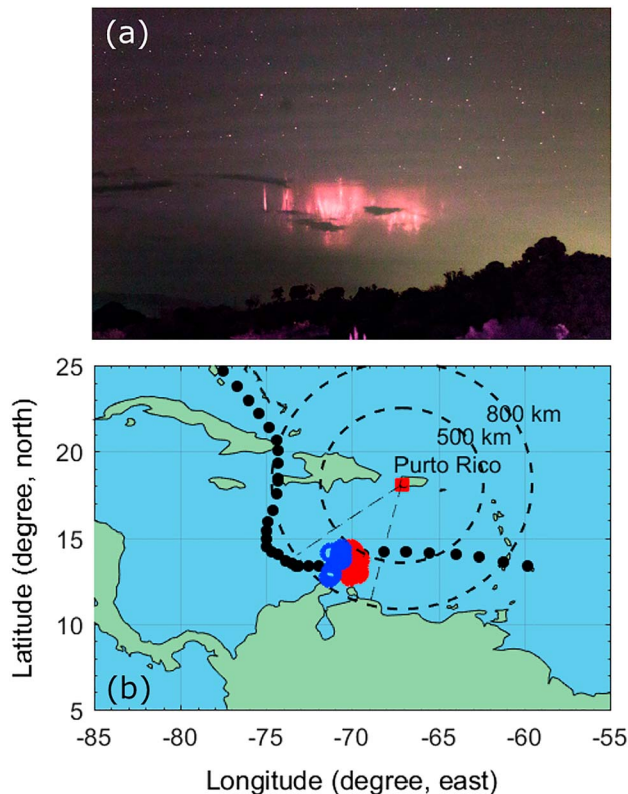 (a)
25
20
15
10
5
Latitude (degree, north)
800 km
500 km
Purto Rico
(b)
-85
-80
-75
-70
-65
-60
-55
Longitude (degree, east)